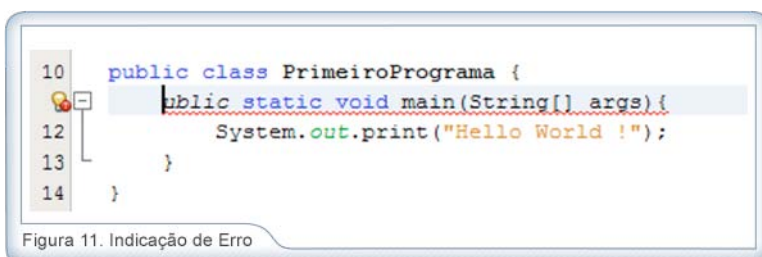 10 public class PrimeiroPrograma {
ublic static void main(String[] args){
12 System.out.print("Hello World !");
13 }
14 }
Figura 11. Indicação de Erro